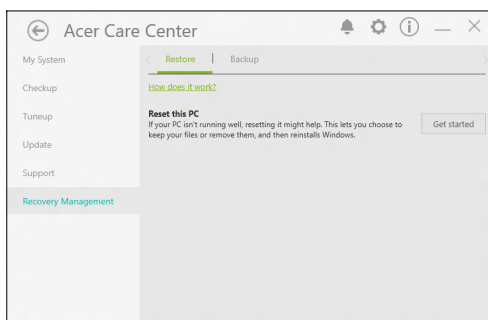 Acer Care Center
My System
Checkup
Tuneup
Update
Support
Recovery Management
Restore
Backup
How does it work?
Reset this PC
If your PC isn't running well, resetting it might help. This lets you choose to
keep your files or remove them, and then reinstalls Windows.
Get started